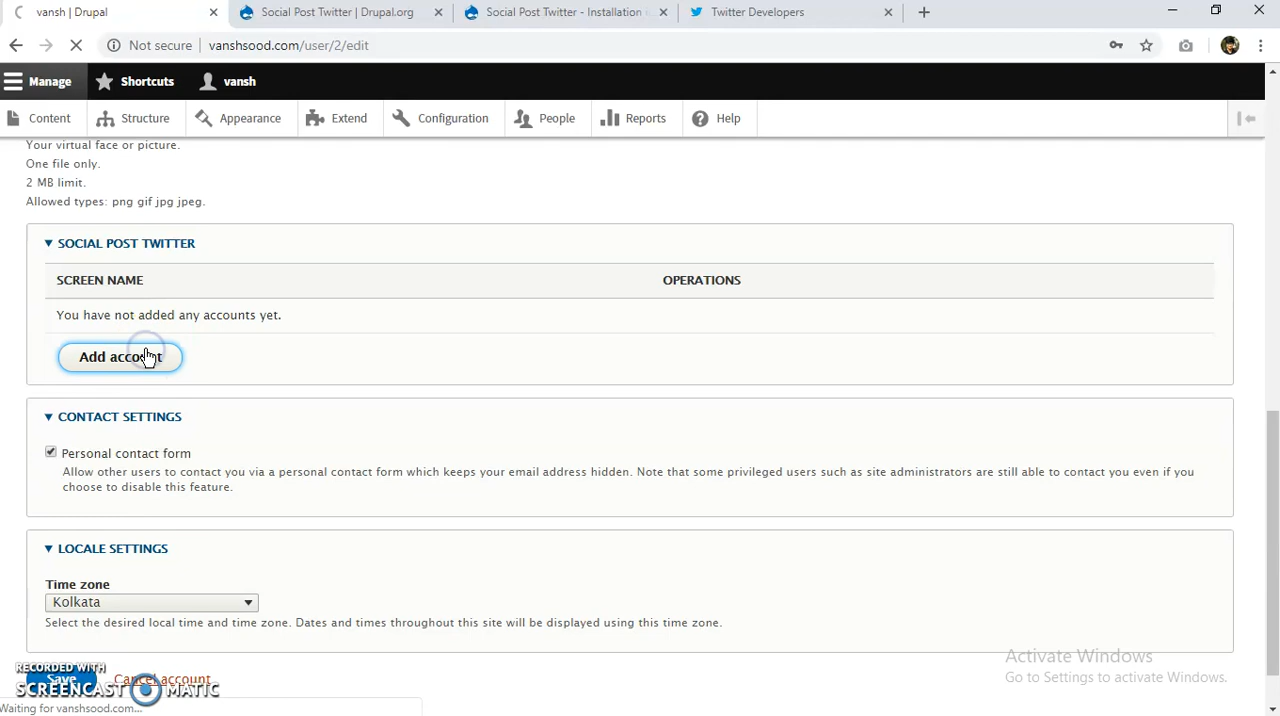 vansh | Drupal
Social Post Twitter | Drupal.org
Social Post Twitter - Installation
Twitter Developers
Not secure
vanshsood.com/user/2/edit
Manage
Shortcuts
vansh
Content
Structure
Appearance
Extend
Configuration
People
Reports
Help
Your virtual face or picture.
One file only.
2 MB limit.
Allowed types: png gif jpg jpeg.
SOCIAL POST TWITTER
SCREEN NAME
OPERATIONS
You have not added any accounts yet.
Add account
CONTACT SETTINGS
Personal contact form
Allow other users to contact you via a personal contact form which keeps your email address hidden. Note that some privileged users such as site administrators are still able to contact you even if you
choose to disable this feature.
LOCALE SETTINGS
Time zone
Kolkata
Select the desired local time and time zone. Dates and times throughout this site will be displayed using this time zone.
Activate Windows
Go to Settings to activate Windows.
RECORDED WITH
Save
Cancel account
SCREENCAST MATIC
Waiting for vanshsood.com...